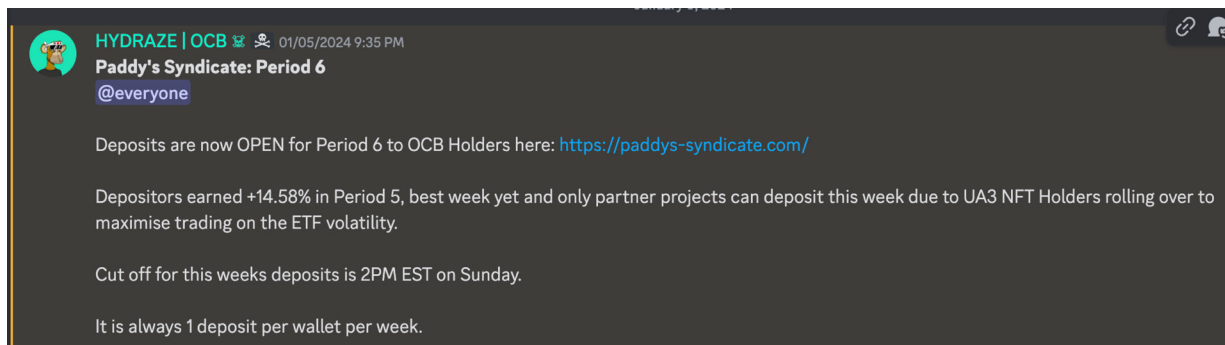 HYDRAZE | OCB 01/05/2024 9:35 PM
Paddy's Syndicate: Period 6
@everyone
Deposits are now OPEN for Period 6 to OCB Holders here: https://paddys-syndicate.com/
Depositors earned +14.58% in Period 5, best week yet and only partner projects can deposit this week due to UA3 NFT Holders rolling over to
maximise trading on the ETF volatility.
Cut off for this weeks deposits is 2PM EST on Sunday.
It is always 1 deposit per wallet per week.